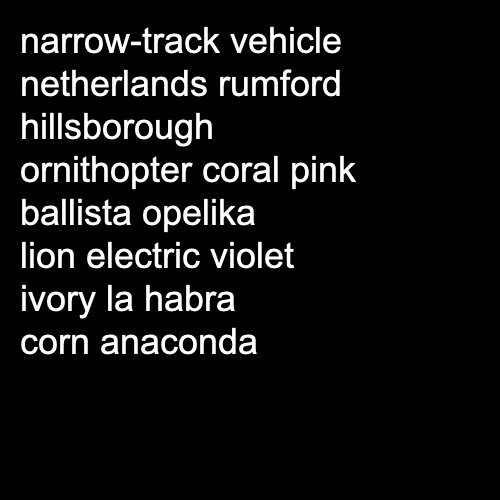 narrow-track vehicle
netherlands rumford
hillsborough
ornithopter coral pink
ballista opelika
lion electric violet
ivory la habra
corn anaconda